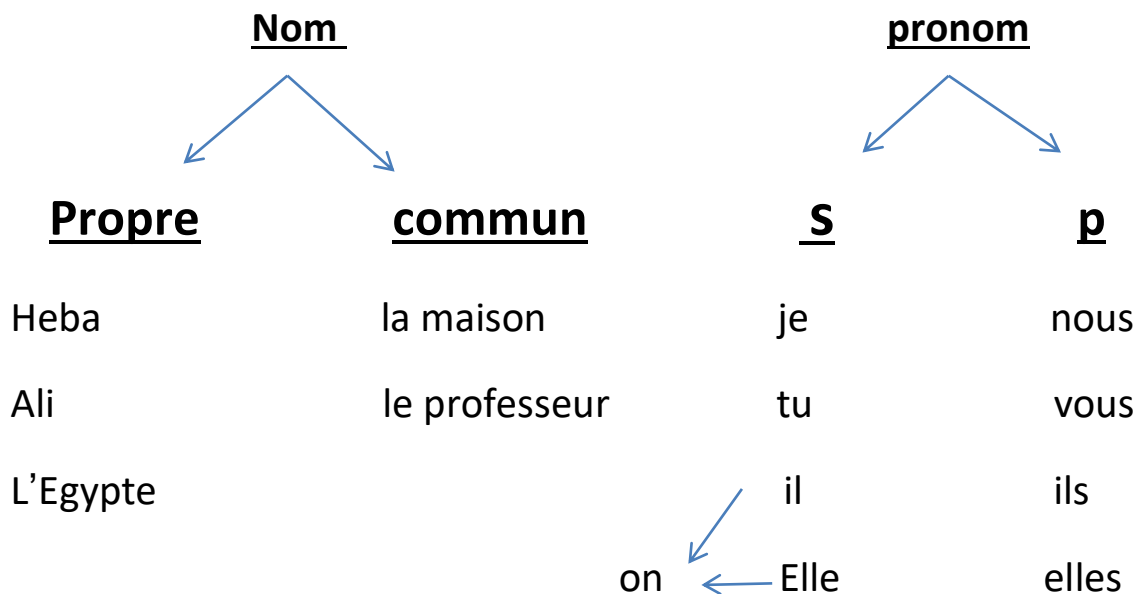 Nom pronom
Propre commun s p
Heba la maison je nous
Ali le professeur tu vous
L’Egypte il ils
on Elle elles